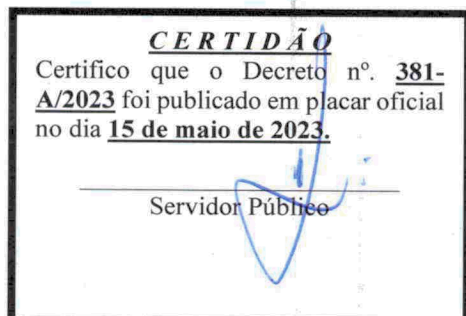 CERTIDÃO
Certifico que o Decreto nº. 381-
A/2023 foi publicado em placar oficial
no dia 15 de maio de 2023.
Servidor Público